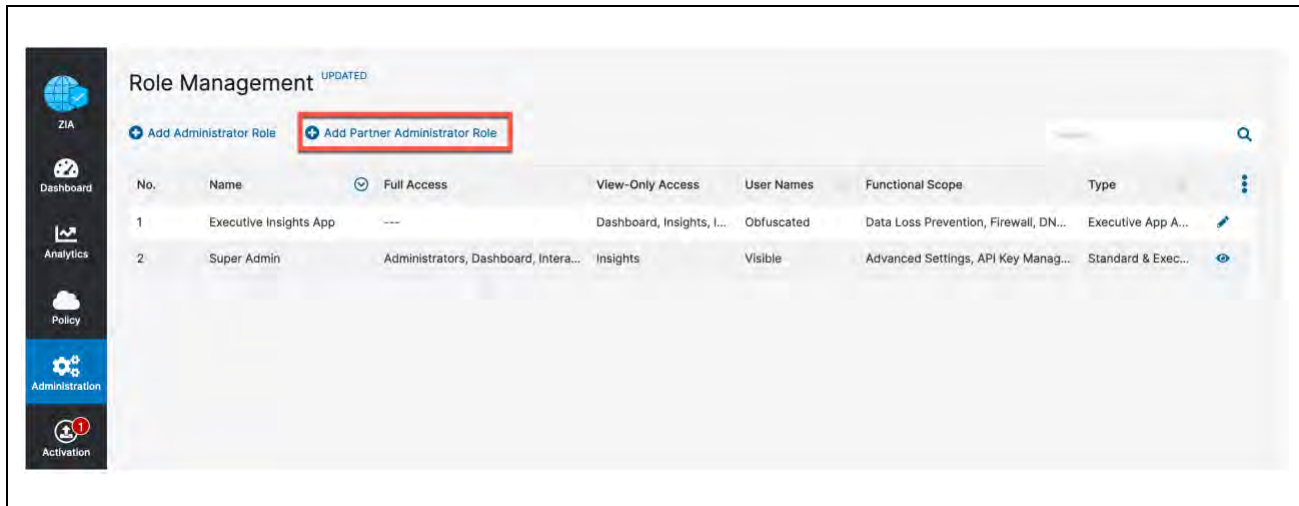 Role Management UPDATED
ZIA
Add Administrator Role
Add Partner Administrator Role
Dashboard
No. Name Full Access View-Only Access User Names Functional Scope Type
1 Executive Insights App --- Dashboard, Insights, I... Obfuscated Data Loss Prevention, Firewall, DN... Executive App A...
Analytics
2 Super Admin Administrators, Dashboard, Intera... Insights Visible Advanced Settings, API Key Manag... Standard & Exec...
Policy
Administration
1
Activation